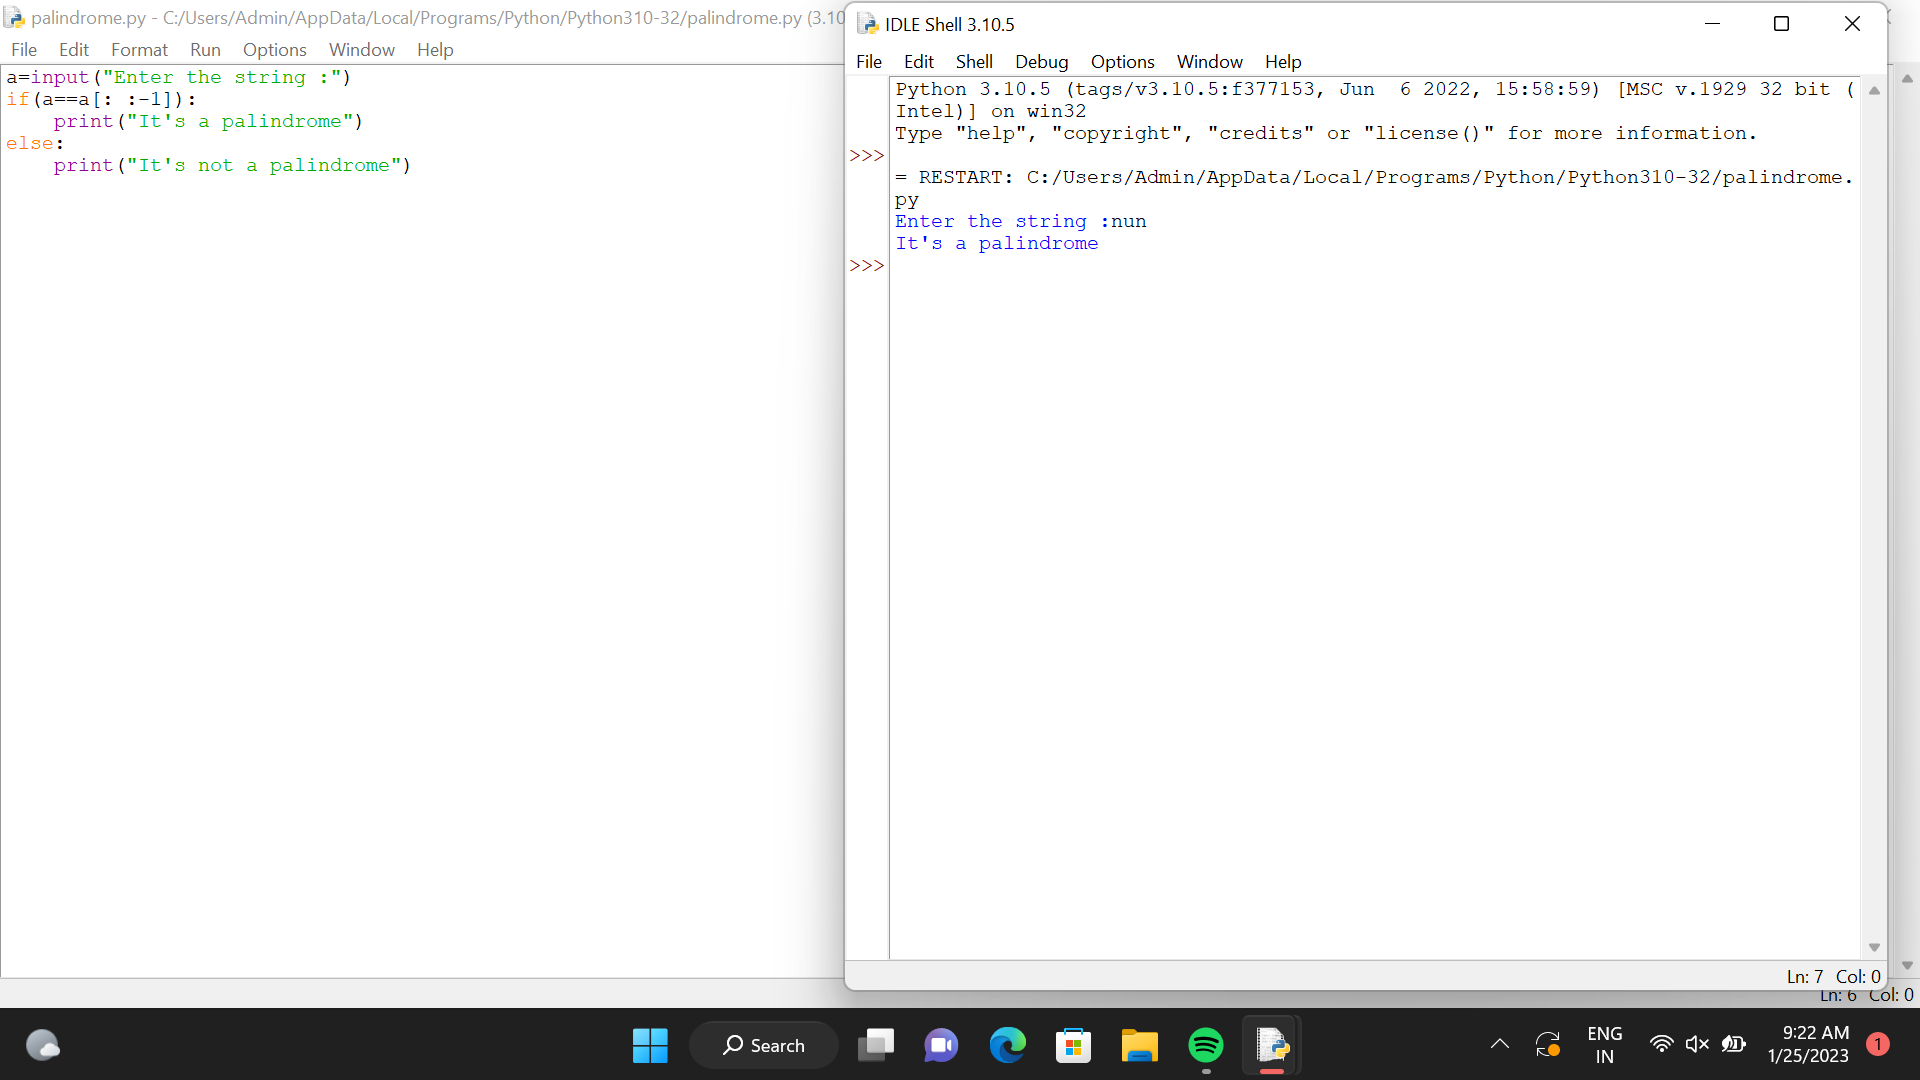 palindrome.py - C:/Users/Admin/AppData/Local/Programs/Python/Python310-32/palindrome.py (3.10
File Edit Format Run Options Window Help
a=input("Enter the string :")
if(a==a[: :-1]):
    print("It's a palindrome")
else:
    print("It's not a palindrome")
IDLE Shell 3.10.5
File Edit Shell Debug Options Window Help
Python 3.10.5 (tags/v3.10.5:f377153, Jun  6 2022, 15:58:59) [MSC v.1929 32 bit (
Intel)] on win32
Type "help", "copyright", "credits" or "license()" for more information.
>>>
= RESTART: C:/Users/Admin/AppData/Local/Programs/Python/Python310-32/palindrome.
py
Enter the string :nun
It's a palindrome
>>>
Ln: 7 Col: 0
Ln: 6 Col: 0
Search
ENG
IN
9:22 AM
1/25/2023
1